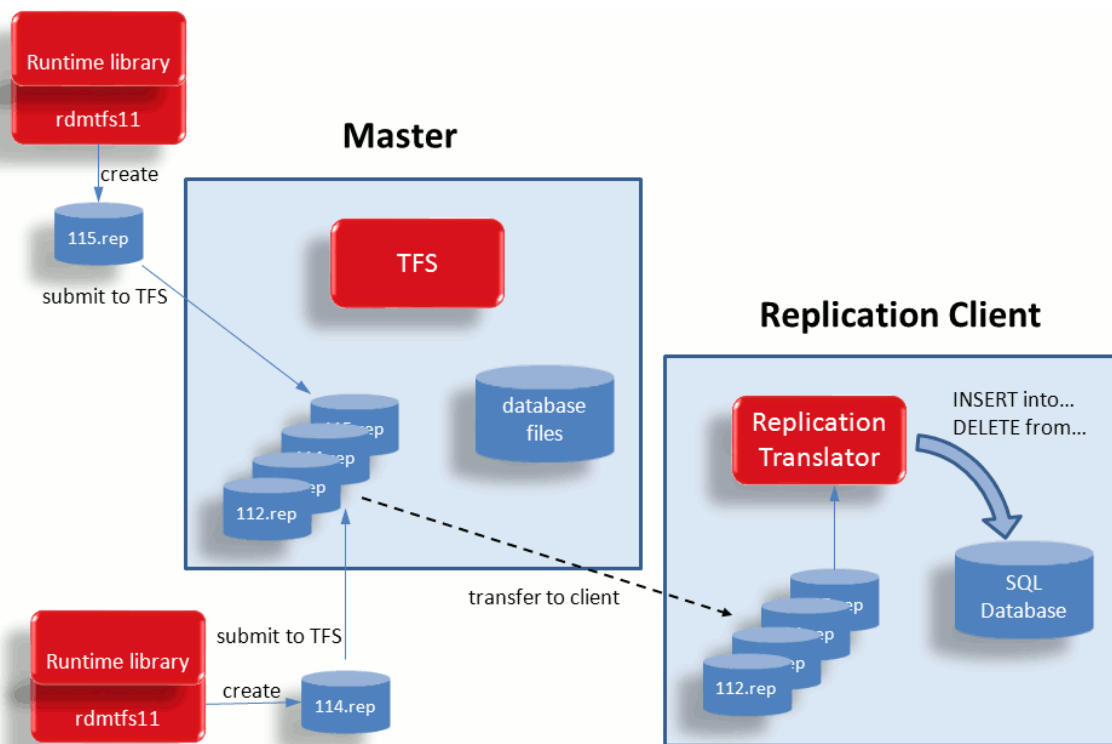 Runtime library
rdmtfs11
create
115.rep
submit to TFS
Master
TFS
database
files
112.rep
transfer to client
submit to TFS
Runtime library
rdmtfs11
create
114.rep
Replication Client
Replication
Translator
INSERT into...
DELETE from...
SQL
Database
112.rep